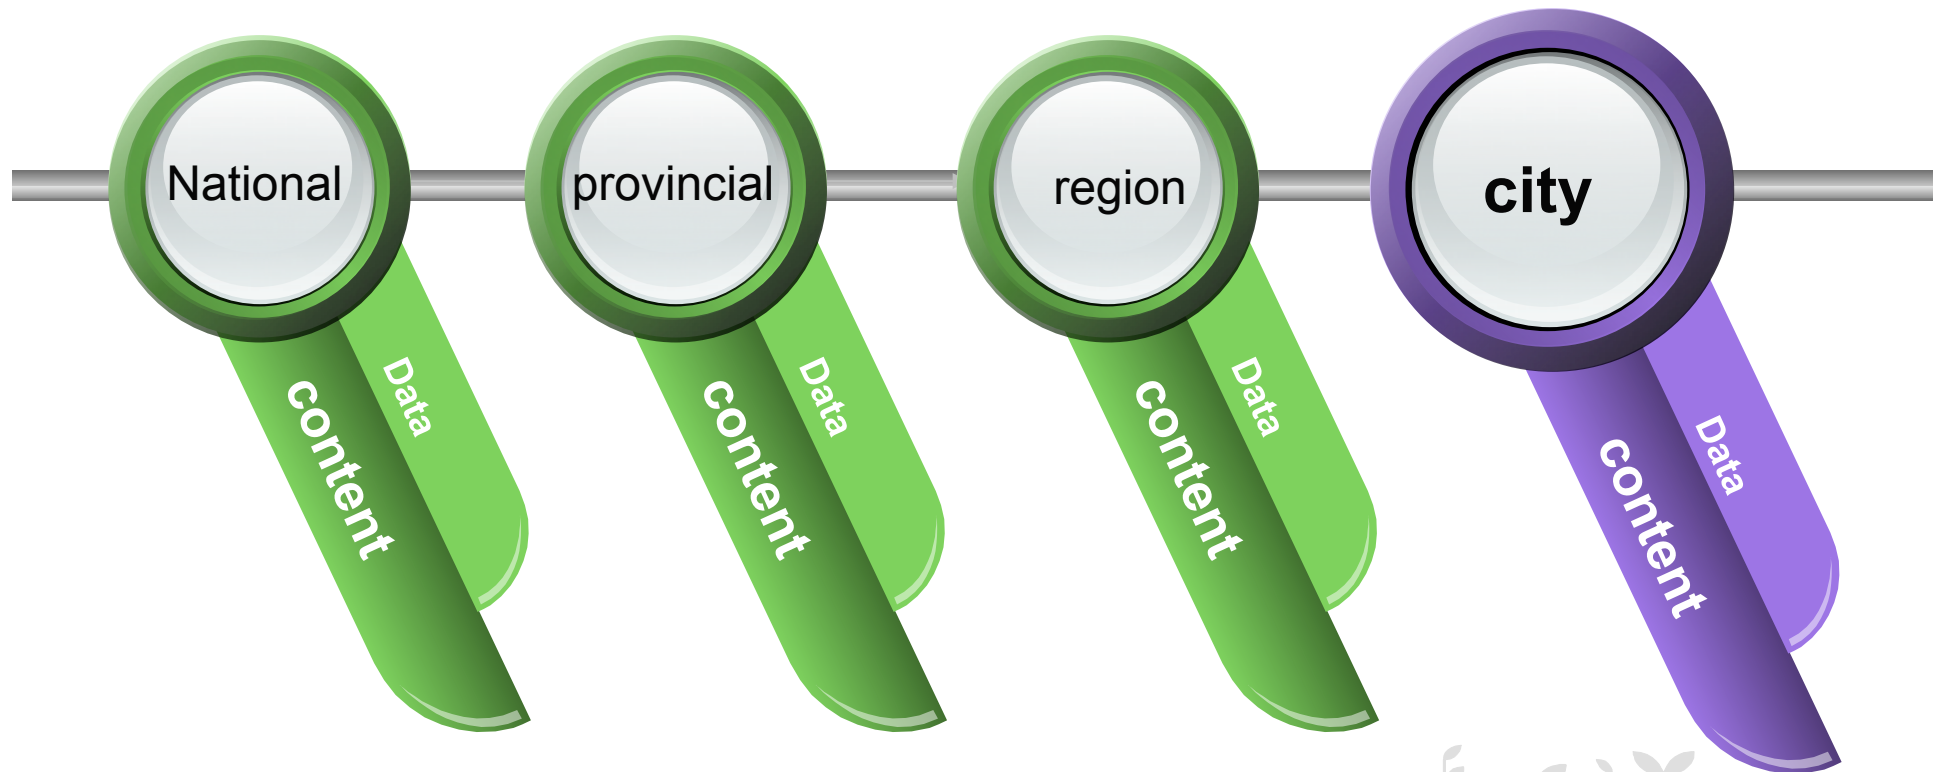 National
provincial
region
city
content
Data
content
Data
content
Data
content
Data